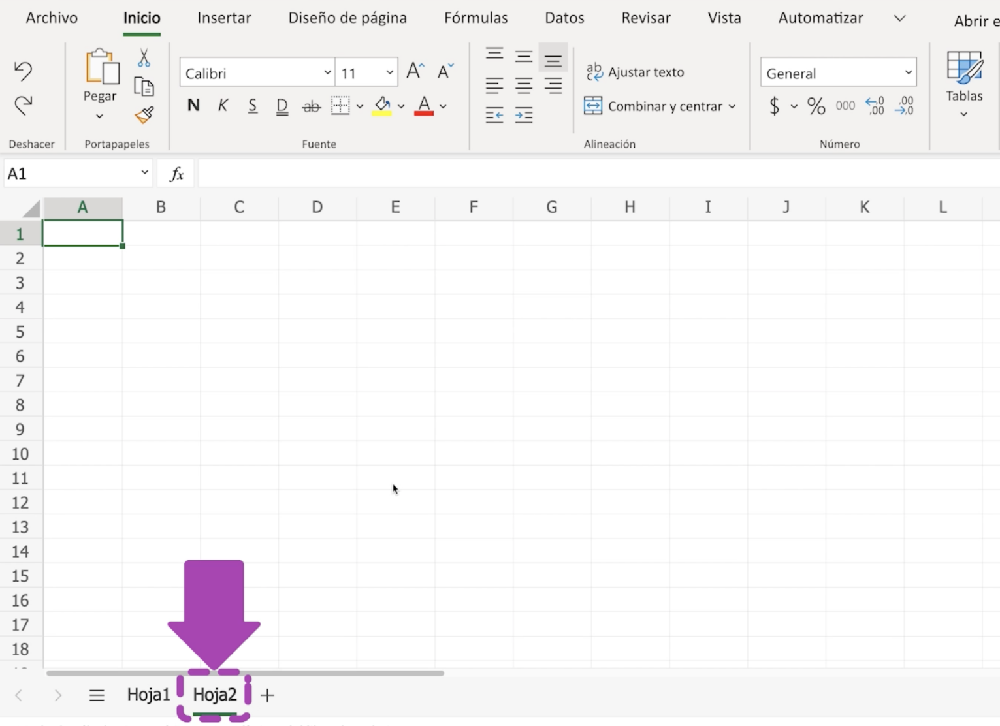 Archivo Inicio Insertar Diseño de página Fórmulas Datos Revisar Vista Automatizar Abrir e
Pegar
Calibri 11
Ajustar texto
General
Tablas
N K S D ab
Combinar y centrar
$ % 000
Deshacer Portapapeles Fuente Alineación Número
A1 fx
A B C D E F G H I J K L
1
2
3
4
5
6
7
8
9
10
11
12
13
14
15
16
17
18
Hoja1 Hoja2 +